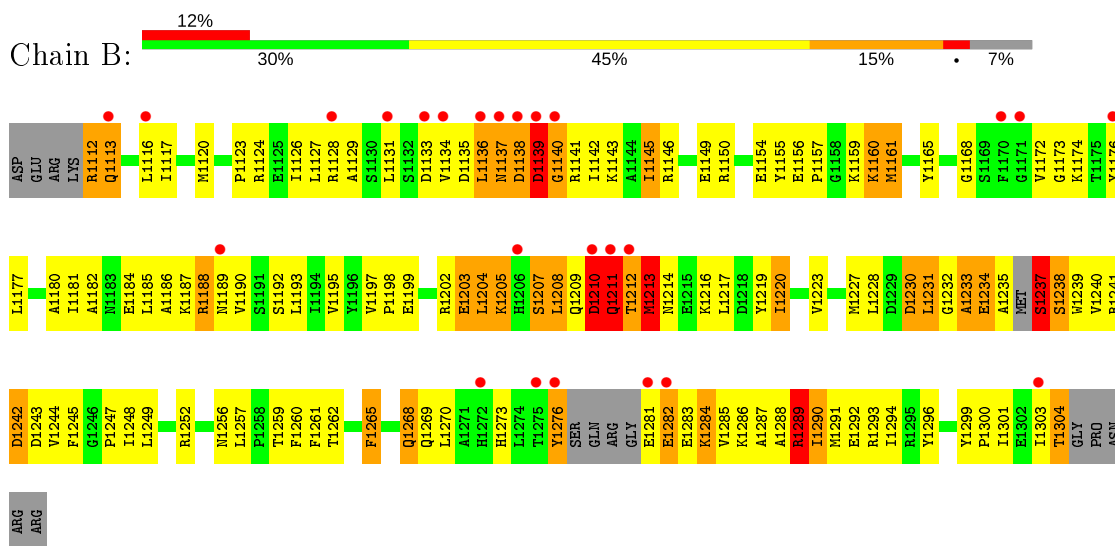 12%
Chain B:
30% 45% 15% • 7%
ASP GLU ARG LYS R1112 Q1113 L1116 I1117 M1120 P1123 R1124 E1125 I1126 L1127 R1128 A1129 S1130 L1131 S1132 D1133 V1134 D1135 L1136 N1137 D1138 D1139 G1140 R1141 I1142 K1143 A1144 I1145 R1146 E1149 R1150 E1154 Y1155 E1156 P1157 G1158 K1159 K1160 M1161 Y1165 G1168 S1169 F1170 G1171 V1172 G1173 K1174 T1175 Y1176
L1177 A1180 I1181 A1182 N1183 E1184 L1185 A1186 K1187 R1188 N1189 V1190 S1191 S1192 L1193 I1194 V1195 Y1196 V1197 P1198 E1199 R1202 E1203 L1204 K1205 H1206 S1207 L1208 Q1209 D1210 Q1211 T1212 M1213 N1214 E1215 K1216 L1217 D1218 Y1219 I1220 V1223 M1227 L1228 D1229 D1230 L1231 G1232 A1233 E1234 A1235 MET S1237 S1238 W1239 V1240 R1241
D1242 D1243 V1244 F1245 G1246 P1247 I1248 L1249 R1252 N1256 L1257 P1258 T1259 F1260 F1261 T1262 F1265 Q1268 Q1269 L1270 A1271 H1272 H1273 L1274 T1275 Y1276 SER GLN ARG GLY E1281 E1282 E1283 K1284 V1285 K1286 A1287 A1288 R1289 I1290 M1291 E1292 R1293 I1294 R1295 Y1296 Y1299 P1300 I1301 E1302 I1303 T1304 GLY PRO ASN
ARG ARG